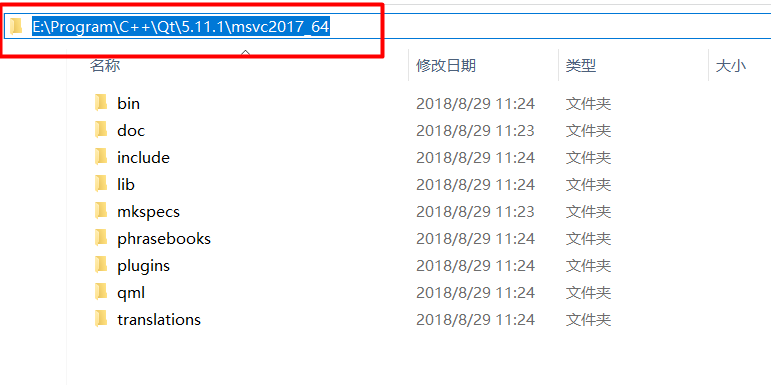 E:\Program\C++\Qt\5.11.1\msvc2017_64
名称 修改日期 类型 大小
bin 2018/8/29 11:24 文件夹
doc 2018/8/29 11:23 文件夹
include 2018/8/29 11:24 文件夹
lib 2018/8/29 11:24 文件夹
mkspecs 2018/8/29 11:23 文件夹
phrasebooks 2018/8/29 11:24 文件夹
plugins 2018/8/29 11:24 文件夹
qml 2018/8/29 11:24 文件夹
translations 2018/8/29 11:24 文件夹